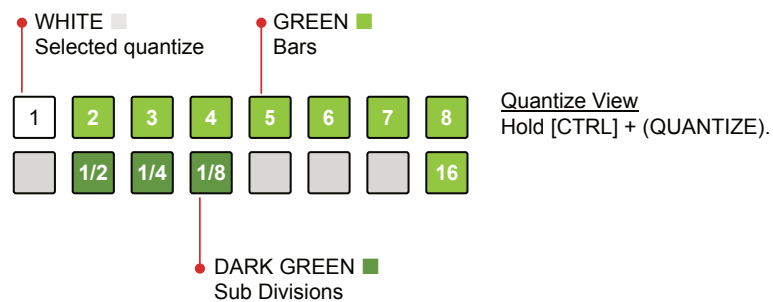 WHITE
Selected quantize
GREEN
Bars
1 2 3 4 5 6 7 8
1/2 1/4 1/8 16
Quantize View
Hold [CTRL] + (QUANTIZE).
DARK GREEN
Sub Divisions